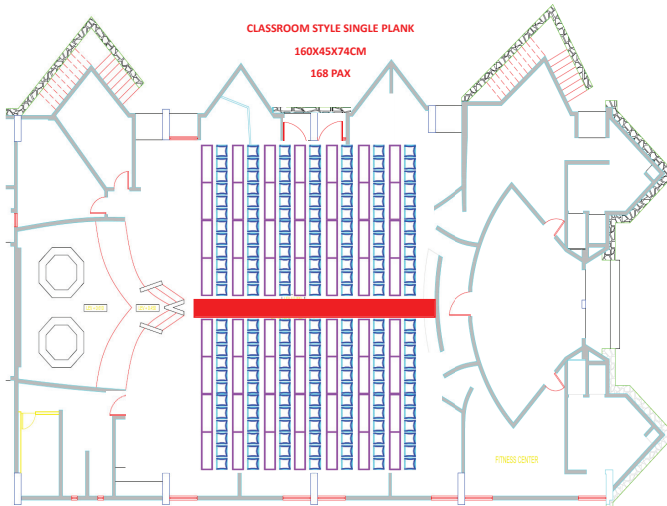 CLASSROOM STYLE SINGLE PLANK
160X45X74CM
168 PAX
FITNESS CENTER